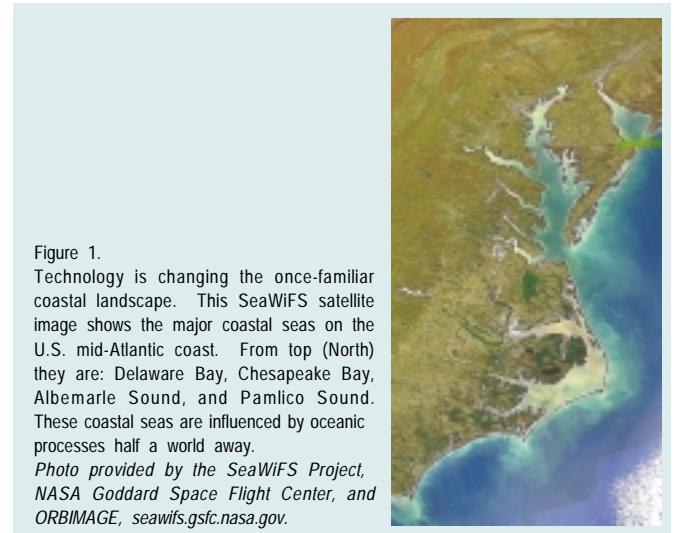 Figure 1.
Technology is changing the once-familiar
coastal landscape. This SeaWiFS satellite
image shows the major coastal seas on the
U.S. mid-Atlantic coast. From top (North)
they are: Delaware Bay, Chesapeake Bay,
Albemarle Sound, and Pamlico Sound.
These coastal seas are influenced by oceanic
processes half a world away.
Photo provided by the SeaWiFS Project,
NASA Goddard Space Flight Center, and
ORBIMAGE, seawifs.gsfc.nasa.gov.